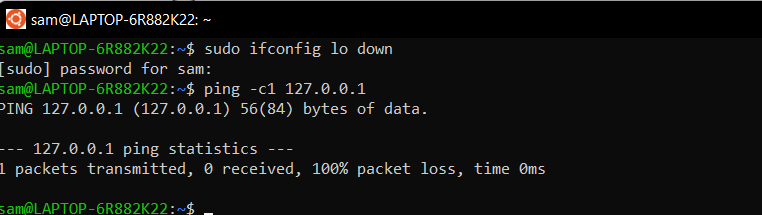 sam@LAPTOP-6R882K22: ~
sam@LAPTOP-6R882K22:~$ sudo ifconfig lo down
[sudo] password for sam:
sam@LAPTOP-6R882K22:~$ ping -c1 127.0.0.1
PING 127.0.0.1 (127.0.0.1) 56(84) bytes of data.
--- 127.0.0.1 ping statistics ---
1 packets transmitted, 0 received, 100% packet loss, time 0ms
sam@LAPTOP-6R882K22:~$